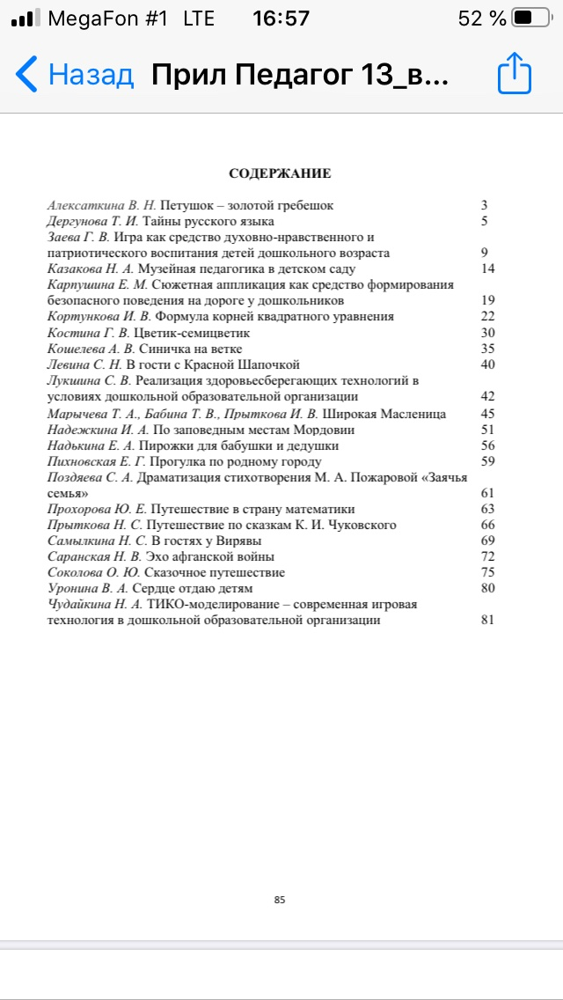 MegaFon #1 LTE 16:57 52 %
Назад Прил Педагог 13_в...
СОДЕРЖАНИЕ
Алексаткина В. Н. Петушок – золотой гребешок 3
Дергунова Т. И. Тайны русского языка 5
Заева Г. В. Игра как средство духовно-нравственного и
патриотического воспитания детей дошкольного возраста 9
Казакова Н. А. Музейная педагогика в детском саду 14
Карпушина Е. М. Сюжетная аппликация как средство формирования
безопасного поведения на дороге у дошкольников 19
Кортункова И. В. Формула корней квадратного уравнения 22
Костина Г. В. Цветик-семицветик 30
Кошелева А. В. Синичка на ветке 35
Левина С. Н. В гости с Красной Шапочкой 40
Лукшина С. В. Реализация здоровьесберегающих технологий в
условиях дошкольной образовательной организации 42
Марычева Т. А., Бабина Т. В., Прыткова И. В. Широкая Масленица 45
Надежкина И. А. По заповедным местам Мордовии 51
Надькина Е. А. Пирожки для бабушки и дедушки 56
Пихновская Е. Г. Прогулка по родному городу 59
Поздяева С. А. Драматизация стихотворения М. А. Пожаровой «Заячья
семья» 61
Прохорова Ю. Е. Путешествие в страну математики 63
Прыткова Н. С. Путешествие по сказкам К. И. Чуковского 66
Самылкина Н. С. В гостях у Вирявы 69
Саранская Н. В. Эхо афганской войны 72
Соколова О. Ю. Сказочное путешествие 75
Уронина В. А. Сердце отдаю детям 80
Чудайкина Н. А. ТИКО-моделирование – современная игровая
технология в дошкольной образовательной организации 81
85